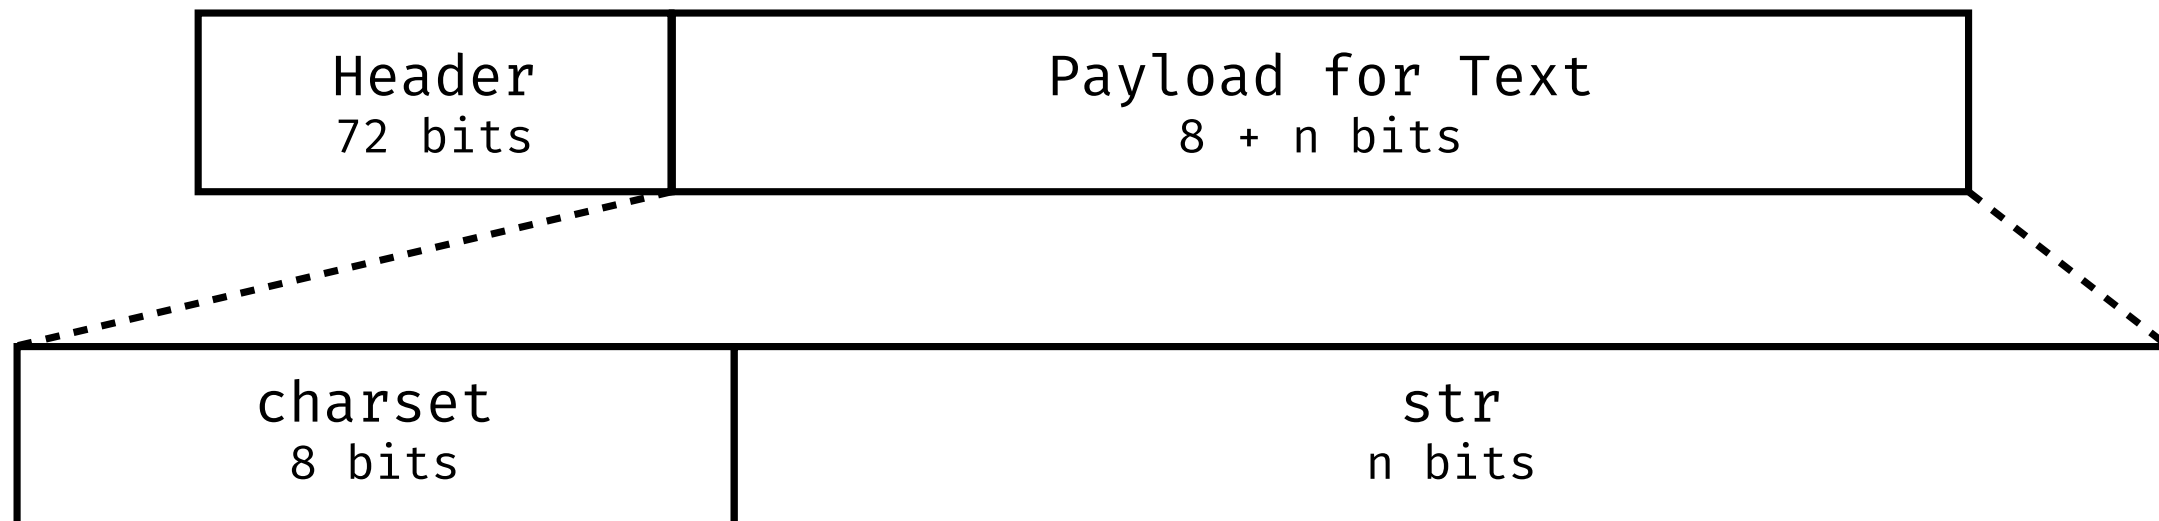 Header
72 bits
Payload for Text
8 + n bits
charset
8 bits
str
n bits